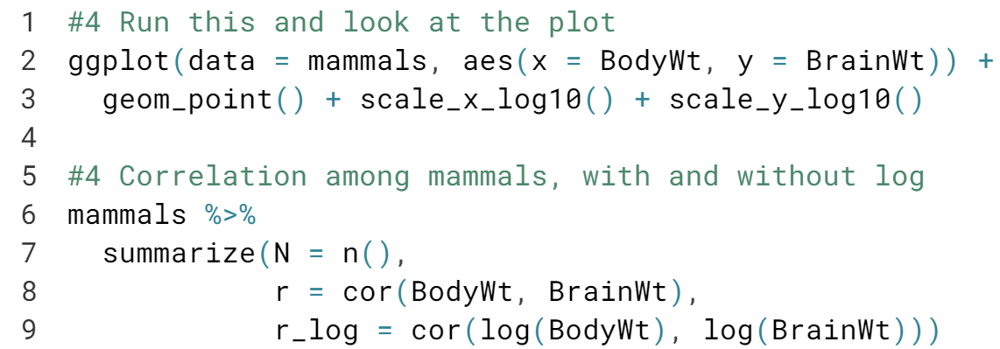 1 #4 Run this and look at the plot
2 ggplot(data = mammals, aes(x = BodyWt, y = BrainWt)) +
3   geom_point() + scale_x_log10() + scale_y_log10()
4
5 #4 Correlation among mammals, with and without log
6 mammals %>%
7   summarize(N = n(),
8             r = cor(BodyWt, BrainWt),
9             r_log = cor(log(BodyWt), log(BrainWt)))